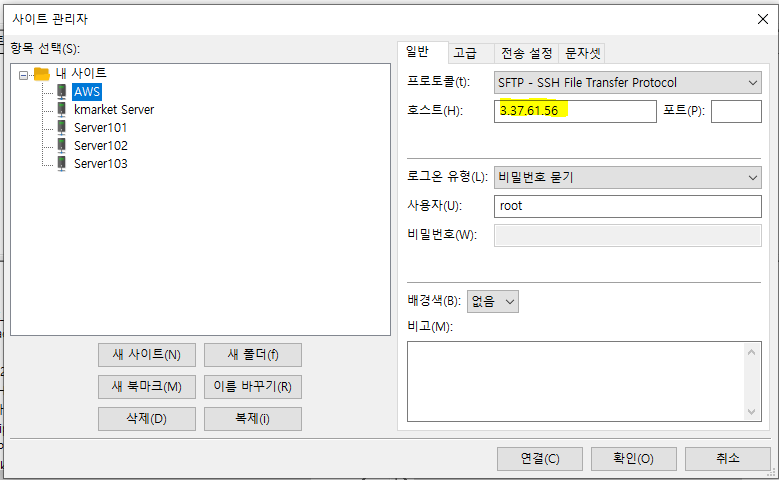 사이트 관리자
항목 선택(S):
내 사이트
AWS
kmarket Server
Server101
Server102
Server103
새 사이트(N)
새 폴더(f)
새 북마크(M)
이름 바꾸기(R)
삭제(D)
복제(i)
일반
고급
전송 설정
문자셋
프로토콜(t):
SFTP - SSH File Transfer Protocol
호스트(H):
3.37.61.56
포트(P):
로그온 유형(L):
비밀번호 묻기
사용자(U):
root
비밀번호(W):
배경색(B):
없음
비고(M):
연결(C)
확인(O)
취소